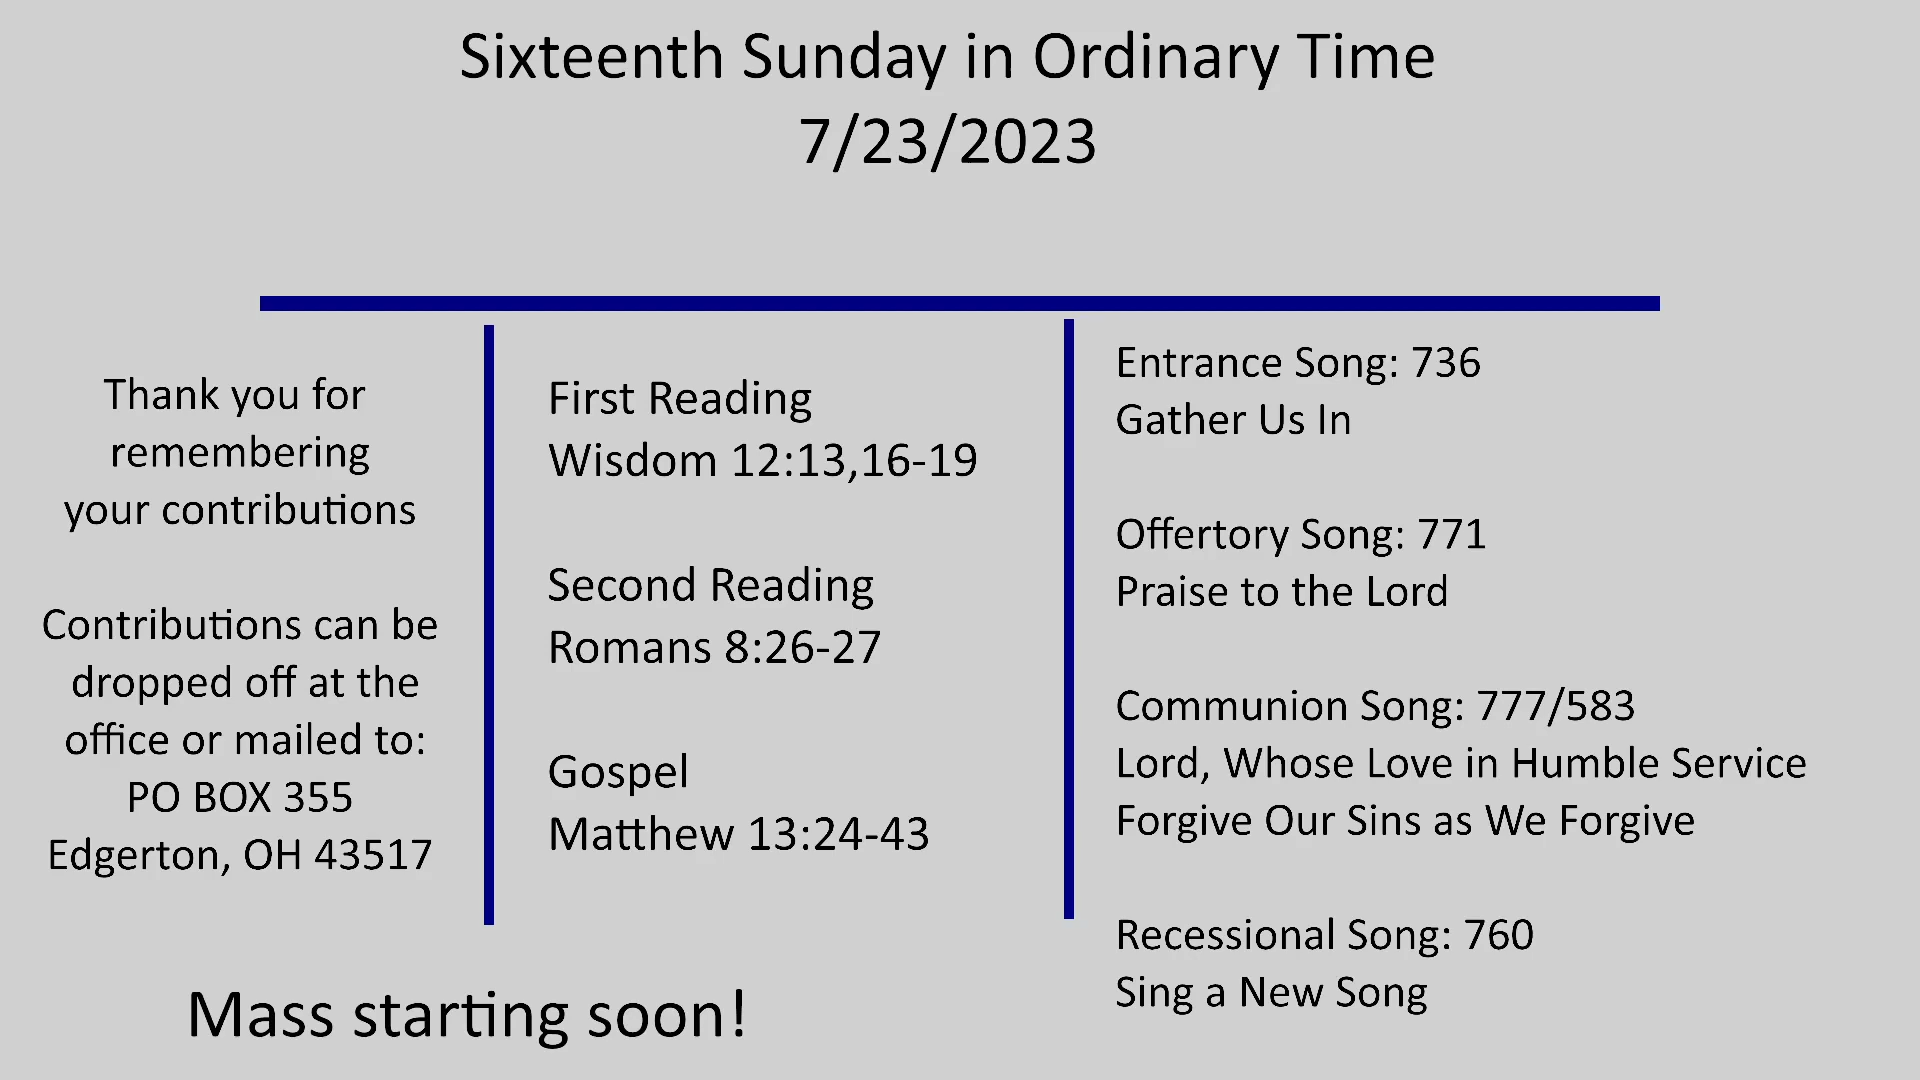 Sixteenth Sunday in Ordinary Time
7/23/2023
Thank you for
remembering
your contributions
Contributions can be
dropped off at the
office or mailed to:
PO BOX 355
Edgerton, OH 43517
First Reading
Wisdom 12:13,16-19
Second Reading
Romans 8:26-27
Gospel
Matthew 13:24-43
Entrance Song: 736
Gather Us In
Offertory Song: 771
Praise to the Lord
Communion Song: 777/583
Lord, Whose Love in Humble Service
Forgive Our Sins as We Forgive
Recessional Song: 760
Sing a New Song
Mass starting soon!